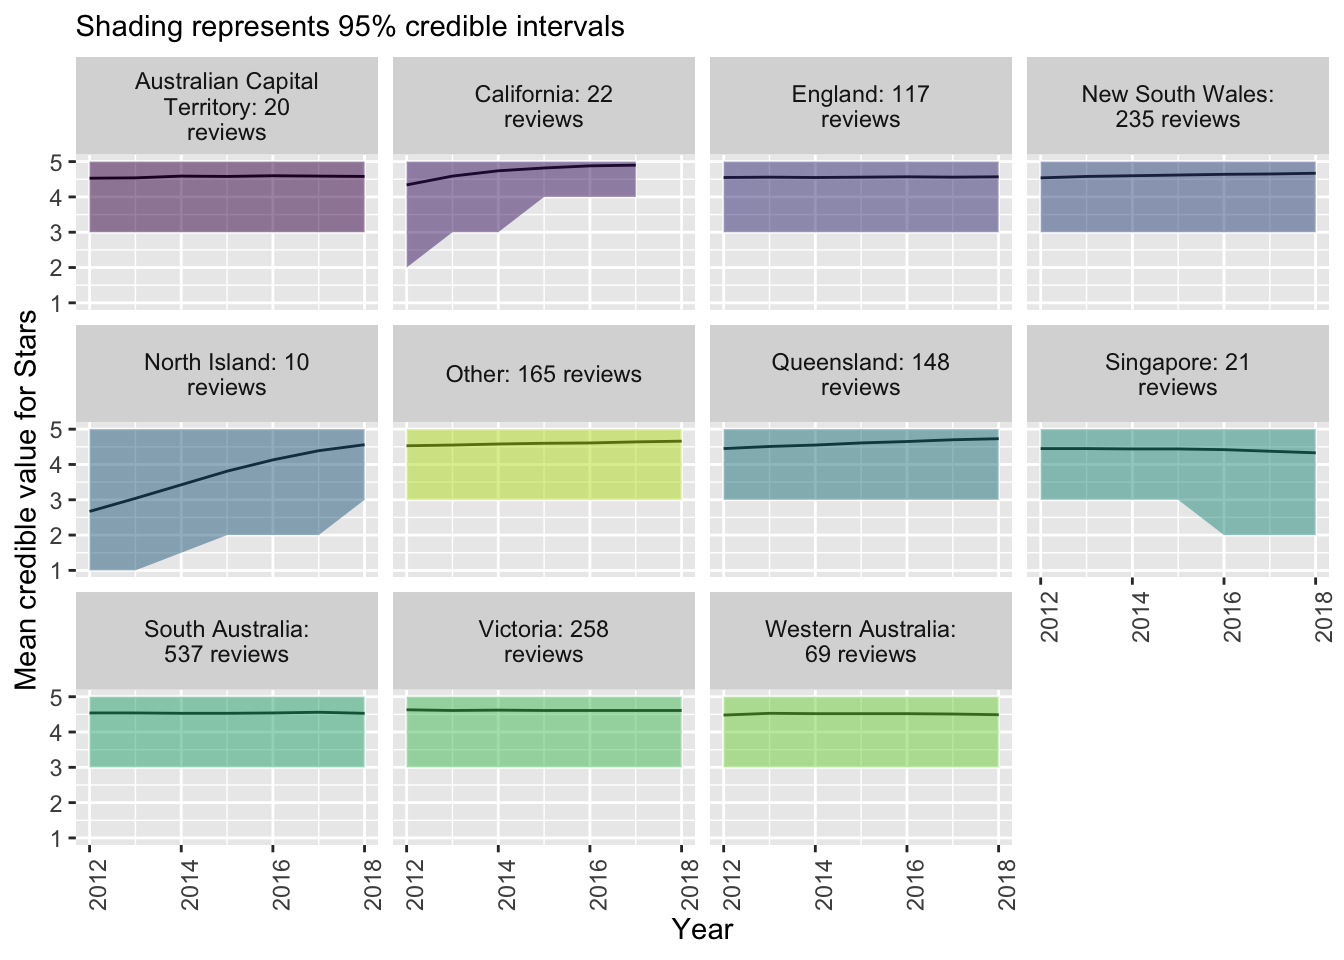 Shading represents 95% credible intervals
Australian Capital
Territory: 20
reviews
California: 22
reviews
England: 117
reviews
New South Wales:
235 reviews
5
4
3
2
1
North Island: 10
reviews
Other: 165 reviews
Queensland: 148
reviews
Singapore: 21
reviews
5
4
3
2
1
2012
2014
2016
2018
South Australia:
537 reviews
Victoria: 258
reviews
Western Australia:
69 reviews
5
4
3
2
1
2012
2014
2016
2018
2012
2014
2016
2018
2012
2014
2016
2018
Mean credible value for Stars
Year